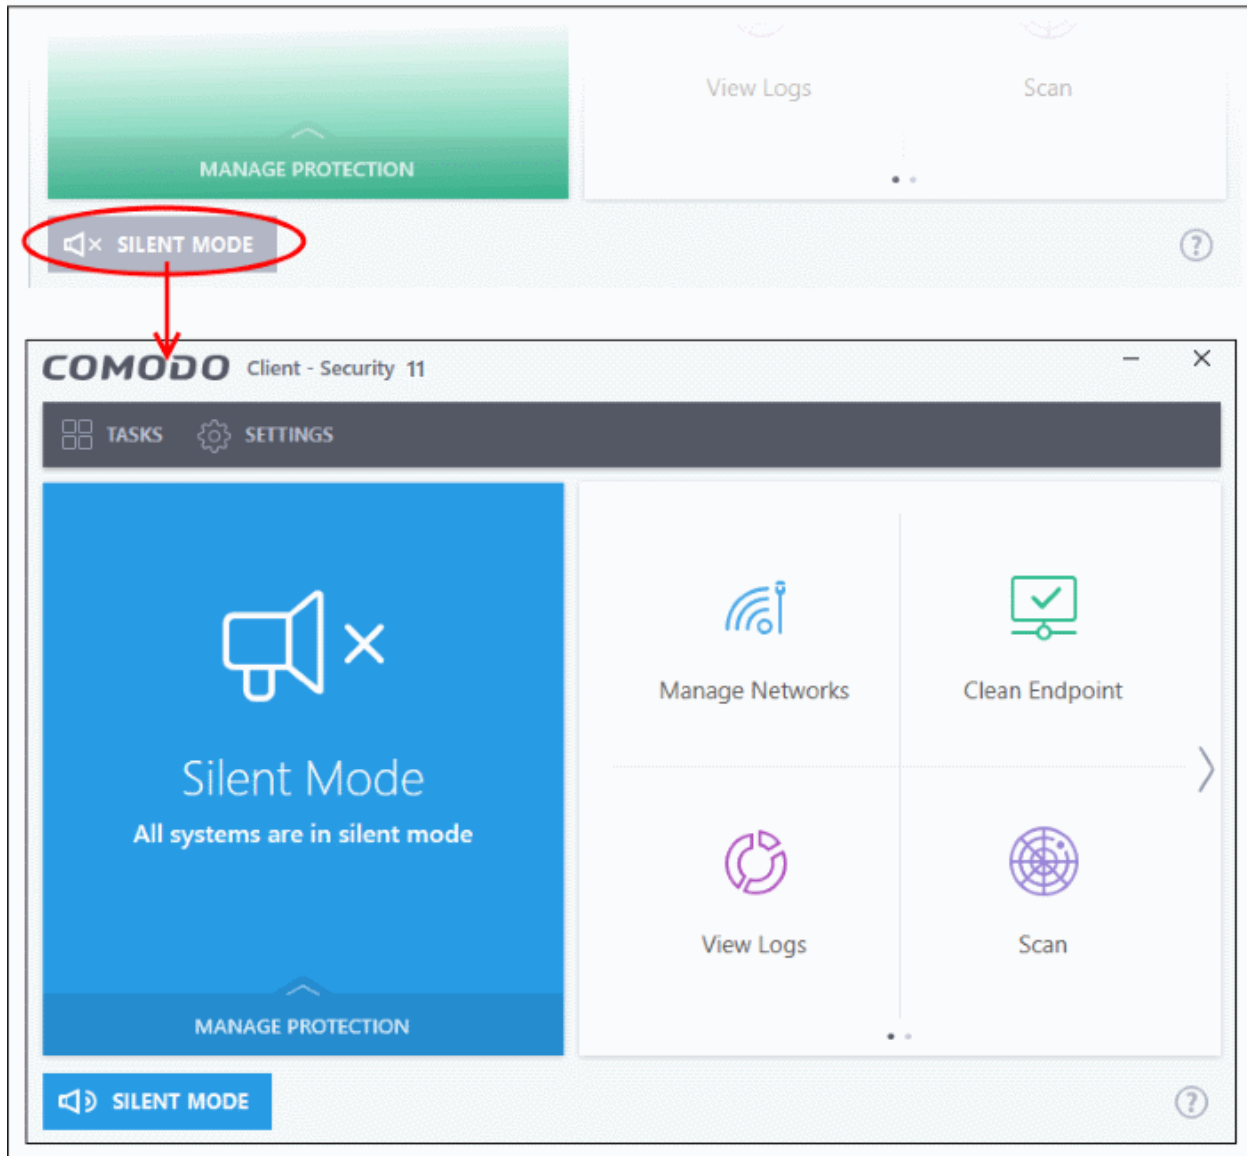 View Logs
Scan
MANAGE PROTECTION
SILENT MODE
?
COMODO Client - Security 11
TASKS SETTINGS
Manage Networks
Clean Endpoint
Silent Mode
All systems are in silent mode
View Logs
Scan
MANAGE PROTECTION
SILENT MODE
?